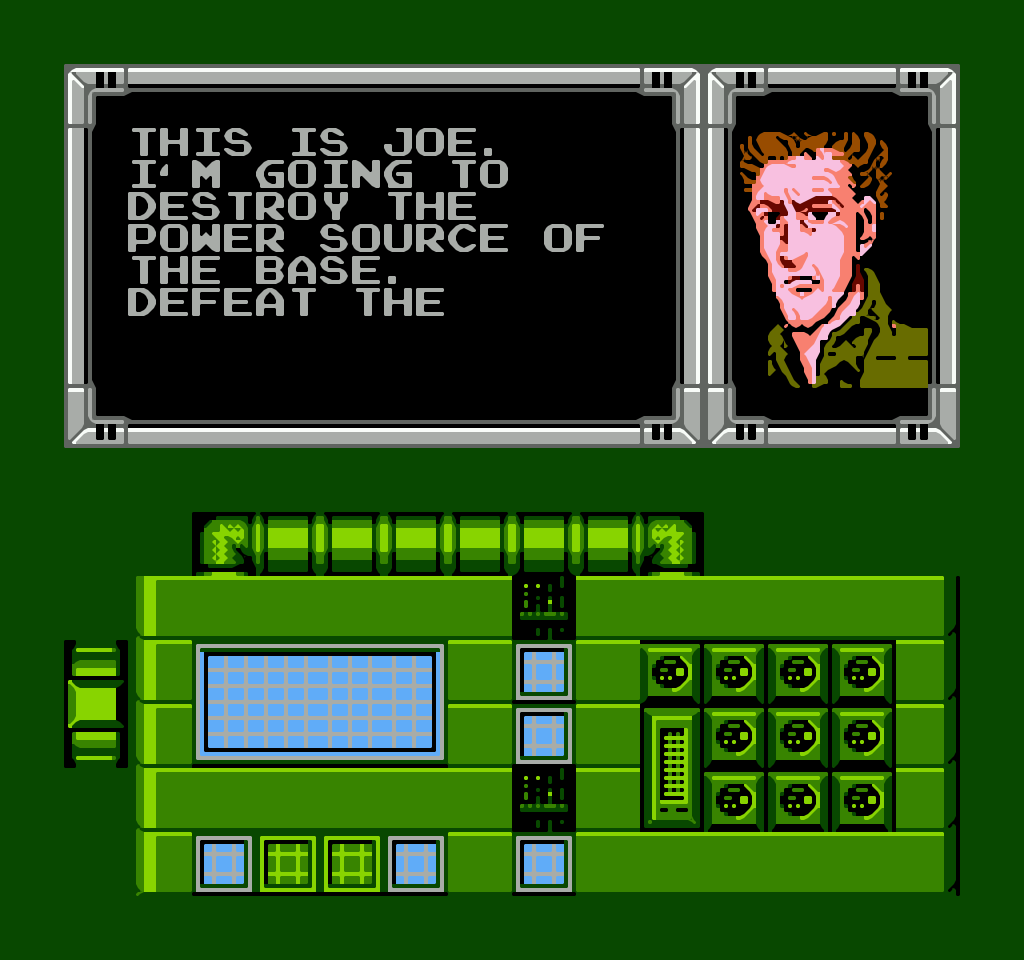 THIS IS JOE.
I'M GOING TO
DESTROY THE
POWER SOURCE OF
THE BASE.
DEFEAT THE